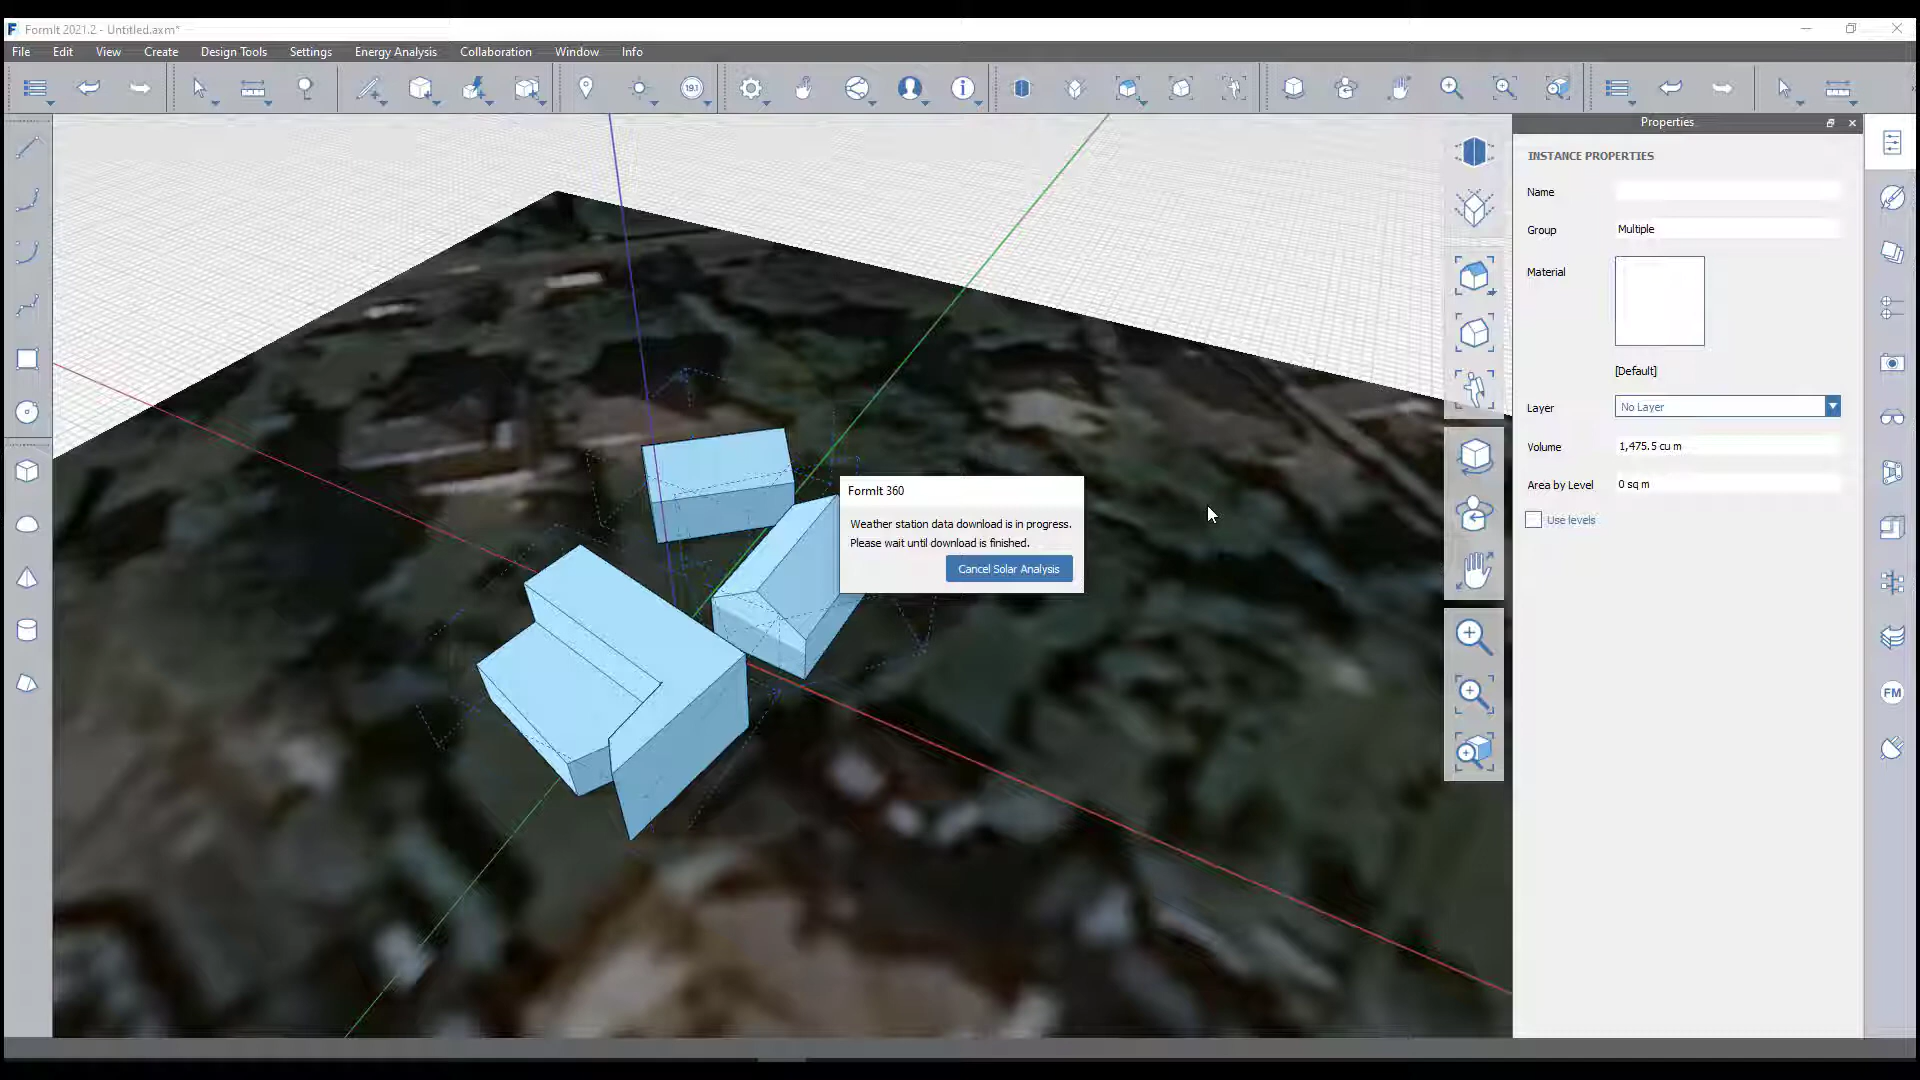 FormIt 2021.2 - Untitled.axm*
File Edit View Create Design Tools Settings Energy Analysis Collaboration Window Info
19.1
Properties
INSTANCE PROPERTIES
Name
Group Multiple
Material
[Default]
Layer No Layer
Volume 1,475.5 cu m
Area by Level 0 sq m
Use levels
FormIt 360
Weather station data download is in progress.
Please wait until download is finished.
Cancel Solar Analysis
FM